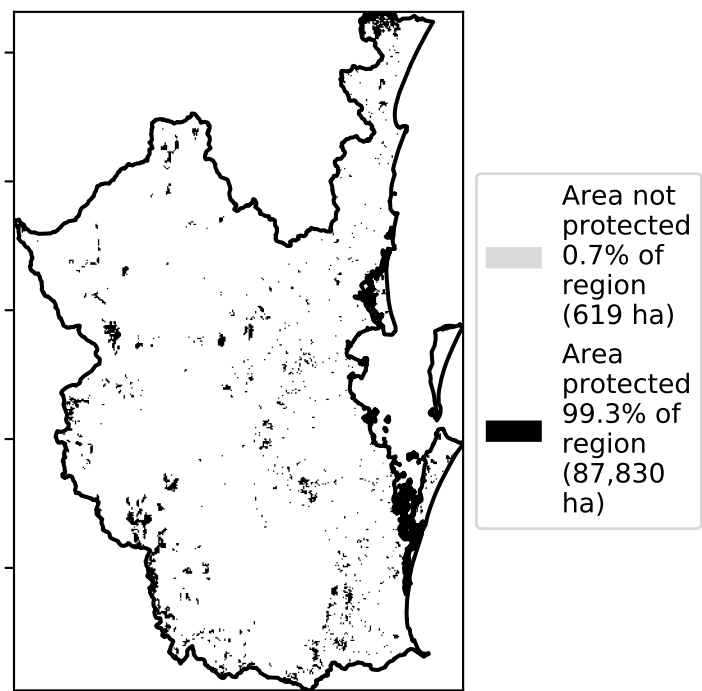 Area not
protected
0.7% of
region
(619 ha)
Area
protected
99.3% of
region
(87,830
ha)